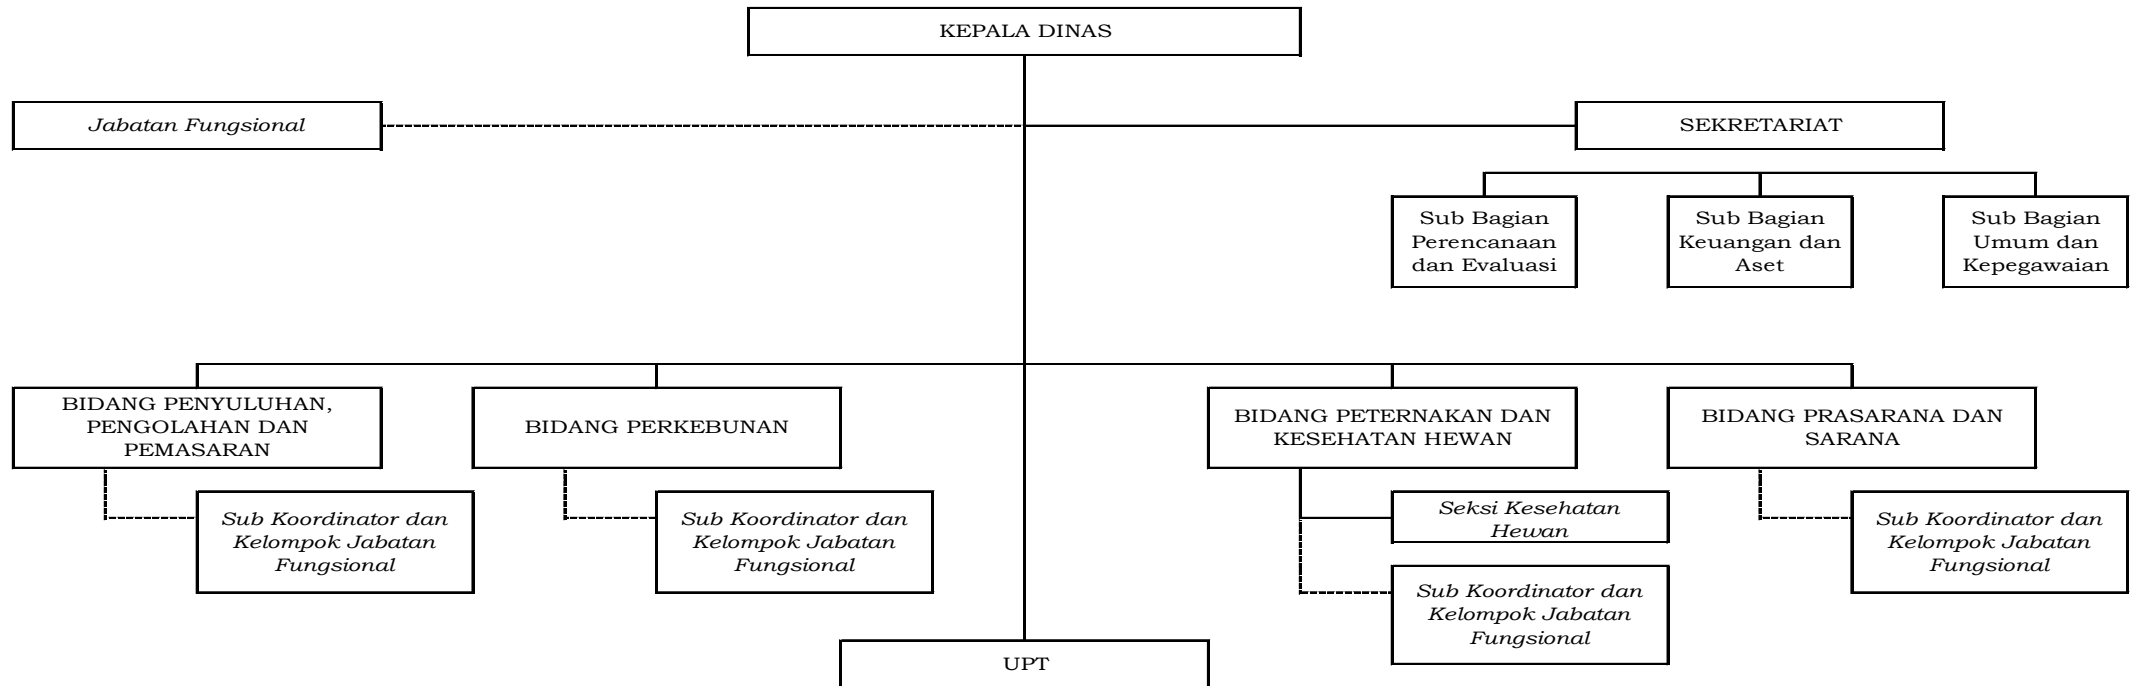 KEPALA DINAS
Jabatan Fungsional
SEKRETARIAT
Sub Bagian
Perencanaan
dan Evaluasi
Sub Bagian
Keuangan dan
Aset
Sub Bagian
Umum dan
Kepegawaian
BIDANG PENYULUHAN,
PENGOLAHAN DAN
PEMASARAN
BIDANG PERKEBUNAN
BIDANG PETERNAKAN DAN
KESEHATAN HEWAN
BIDANG PRASARANA DAN
SARANA
Sub Koordinator dan
Kelompok Jabatan
Fungsional
Sub Koordinator dan
Kelompok Jabatan
Fungsional
Seksi Kesehatan
Hewan
Sub Koordinator dan
Kelompok Jabatan
Fungsional
Sub Koordinator dan
Kelompok Jabatan
Fungsional
UPT